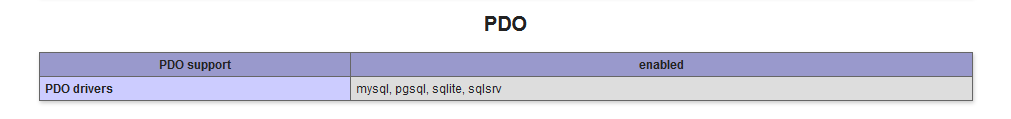 PDO
PDO support enabled
PDO drivers mysql, pgsql, sqlite, sqlsrv